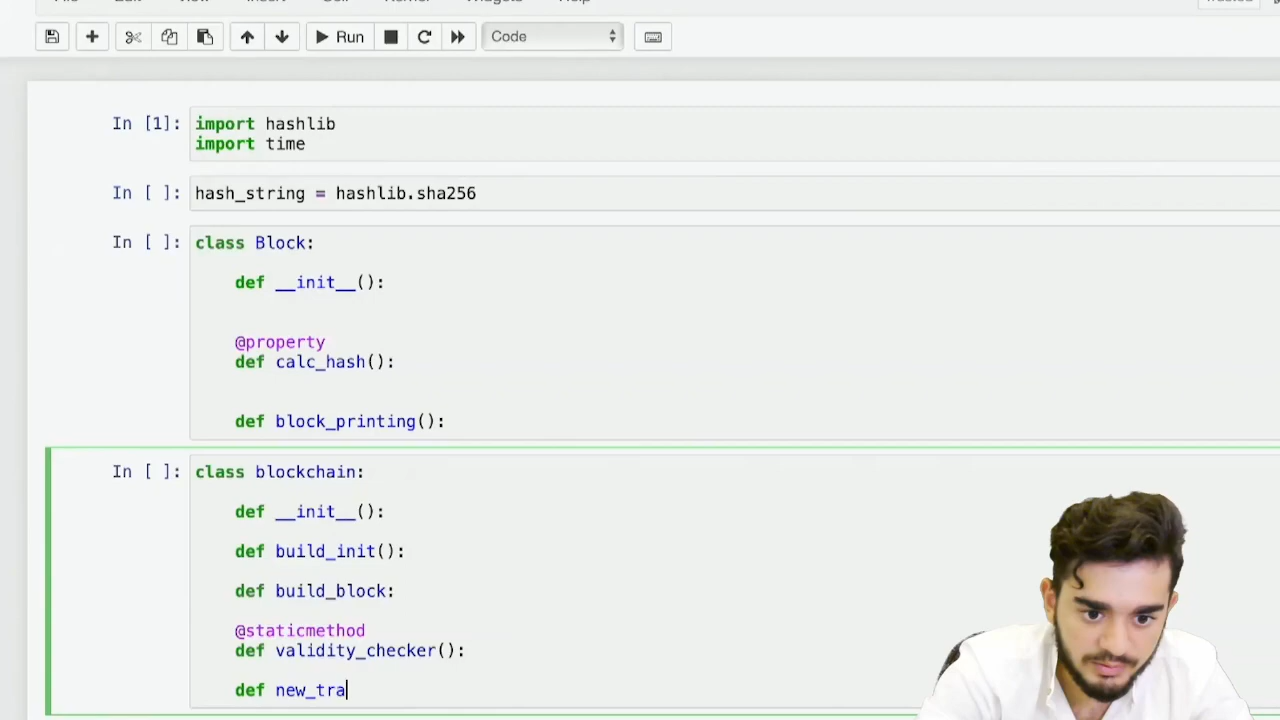 Run
Code
In [1]:
import hashlib
import time
In [ ]:
hash_string = hashlib.sha256
In [ ]:
class Block:
def __init__():
@property
def calc_hash():
def block_printing():
In [ ]:
class blockchain:
def __init__():
def build_init():
def build_block:
@staticmethod
def validity_checker():
def new_tra